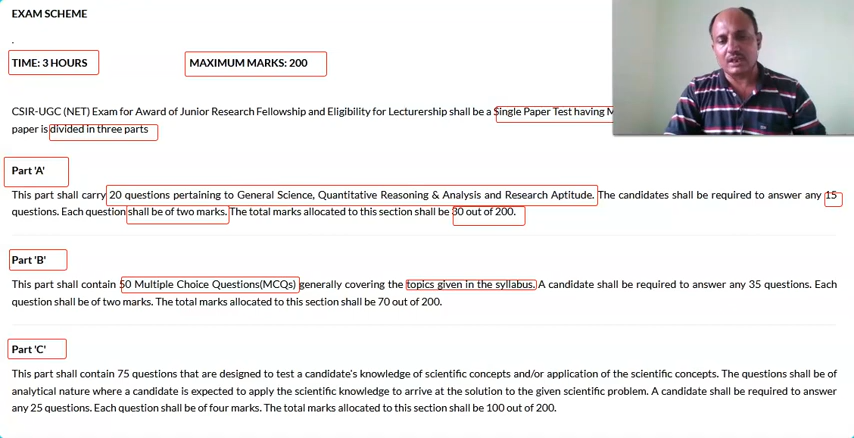 EXAM SCHEME
.
TIME: 3 HOURS MAXIMUM MARKS: 200
CSIR-UGC (NET) Exam for Award of Junior Research Fellowship and Eligibility for Lecturership shall be a Single Paper Test having
paper is divided in three parts
Part 'A'
This part shall carry 20 questions pertaining to General Science, Quantitative Reasoning & Analysis and Research Aptitude. The candidates shall be required to answer any 15
questions. Each question shall be of two marks. The total marks allocated to this section shall be 30 out of 200.
Part 'B'
This part shall contain 50 Multiple Choice Questions(MCQs) generally covering the topics given in the syllabus. A candidate shall be required to answer any 35 questions. Each
question shall be of two marks. The total marks allocated to this section shall be 70 out of 200.
Part 'C'
This part shall contain 75 questions that are designed to test a candidate's knowledge of scientific concepts and/or application of the scientific concepts. The questions shall be of
analytical nature where a candidate is expected to apply the scientific knowledge to arrive at the solution to the given scientific problem. A candidate shall be required to answer
any 25 questions. Each question shall be of four marks. The total marks allocated to this section shall be 100 out of 200.